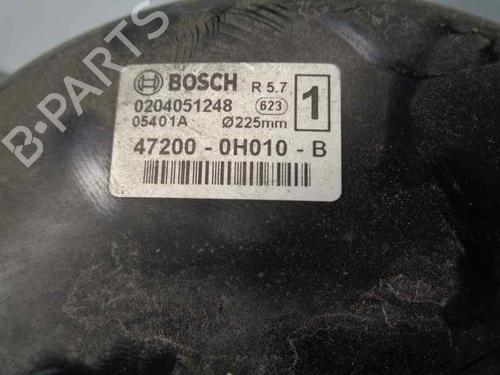 BOSCH R 5.7 1
0204051248 623
05401A Ø225mm
47200 - 0H010 - B
B-PARTS